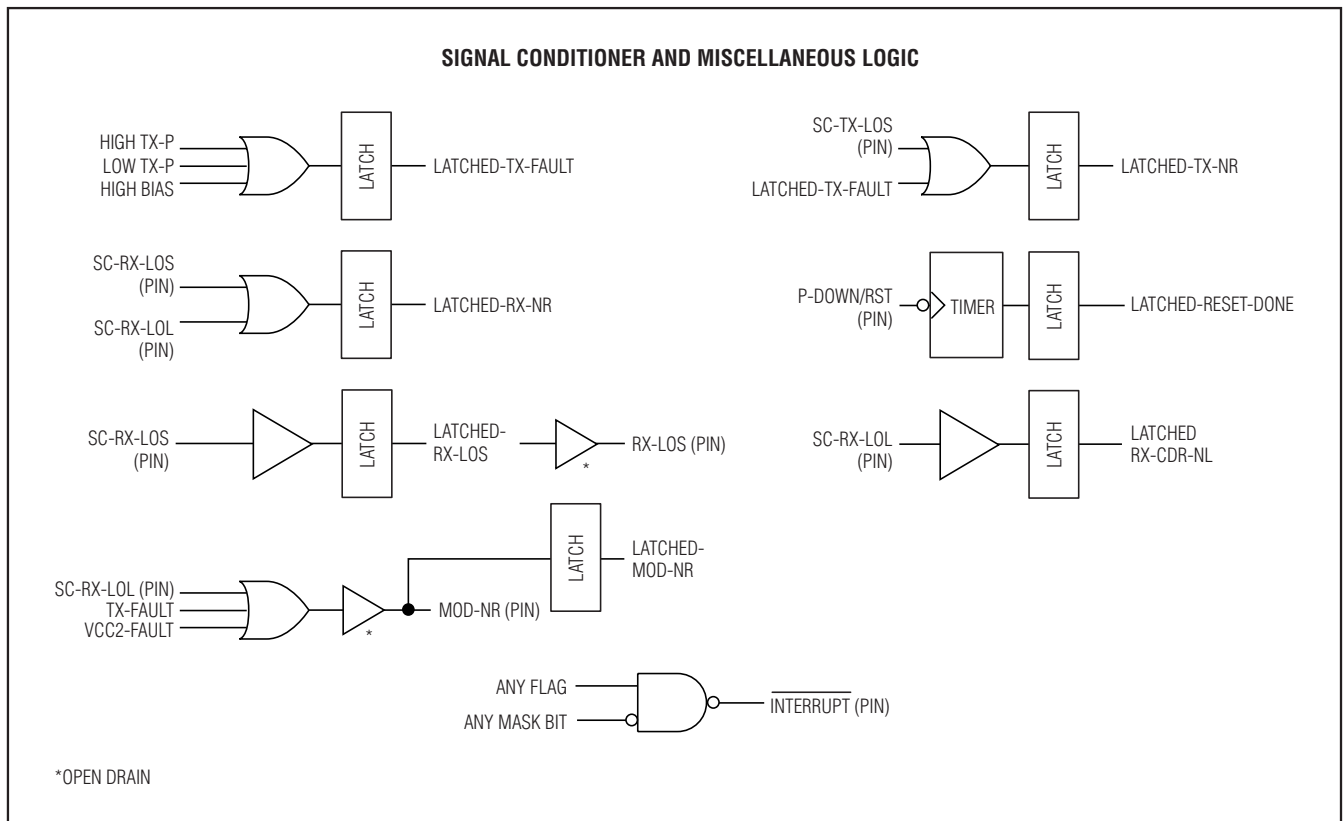 SIGNAL CONDITIONER AND MISCELLANEOUS LOGIC
HIGH TX-P
LOW TX-P
HIGH BIAS
LATCH
LATCHED-TX-FAULT
SC-TX-LOS
(PIN)
LATCHED-TX-FAULT
LATCH
LATCHED-TX-NR
SC-RX-LOS
(PIN)
SC-RX-LOL
(PIN)
LATCH
LATCHED-RX-NR
P-DOWN/RST
(PIN)
TIMER
LATCH
LATCHED-RESET-DONE
SC-RX-LOS
(PIN)
LATCH
LATCHED-
RX-LOS
*
RX-LOS (PIN)
SC-RX-LOL
(PIN)
LATCH
LATCHED
RX-CDR-NL
SC-RX-LOL (PIN)
TX-FAULT
VCC2-FAULT
*
MOD-NR (PIN)
LATCH
LATCHED-
MOD-NR
ANY FLAG
ANY MASK BIT
INTERRUPT (PIN)
*OPEN DRAIN